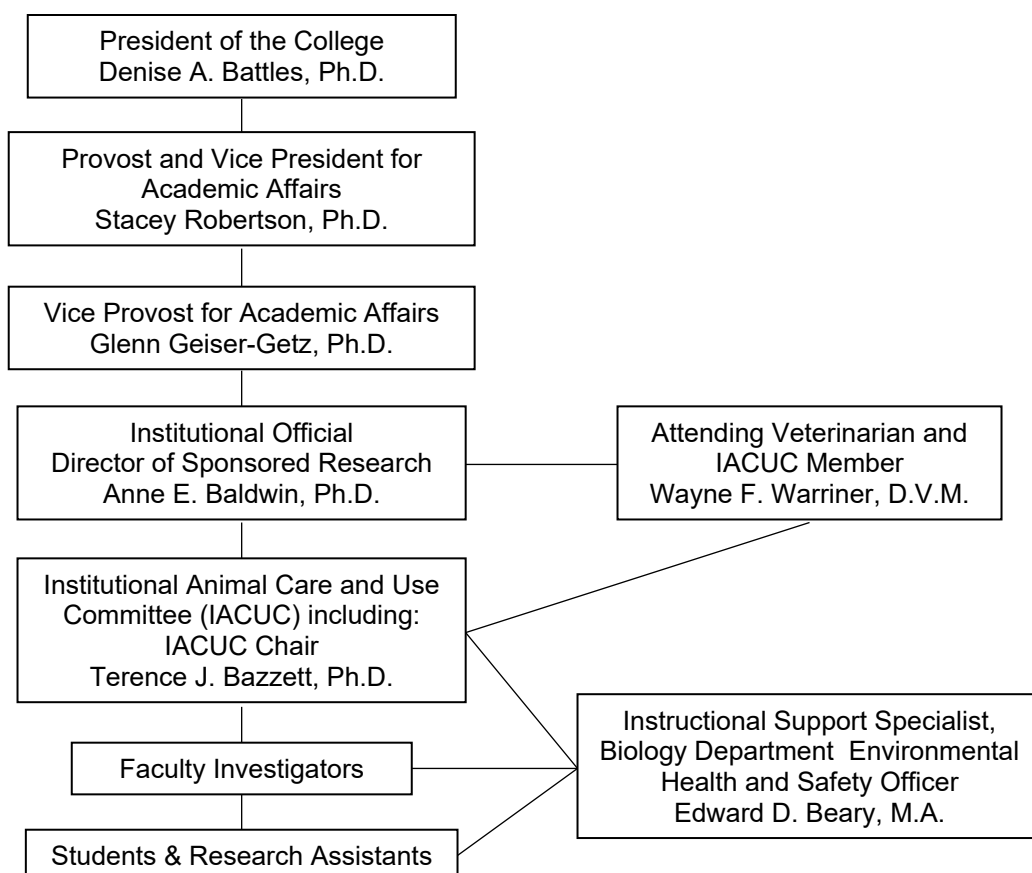 President of the College
Denise A. Battles, Ph.D.
Provost and Vice President for
Academic Affairs
Stacey Robertson, Ph.D.
Vice Provost for Academic Affairs
Glenn Geiser-Getz, Ph.D.
Institutional Official
Director of Sponsored Research
Anne E. Baldwin, Ph.D.
Attending Veterinarian and
IACUC Member
Wayne F. Warriner, D.V.M.
Institutional Animal Care and Use
Committee (IACUC) including:
IACUC Chair
Terence J. Bazzett, Ph.D.
Instructional Support Specialist,
Biology Department  Environmental
Health and Safety Officer
Edward D. Beary, M.A.
Faculty Investigators
Students & Research Assistants